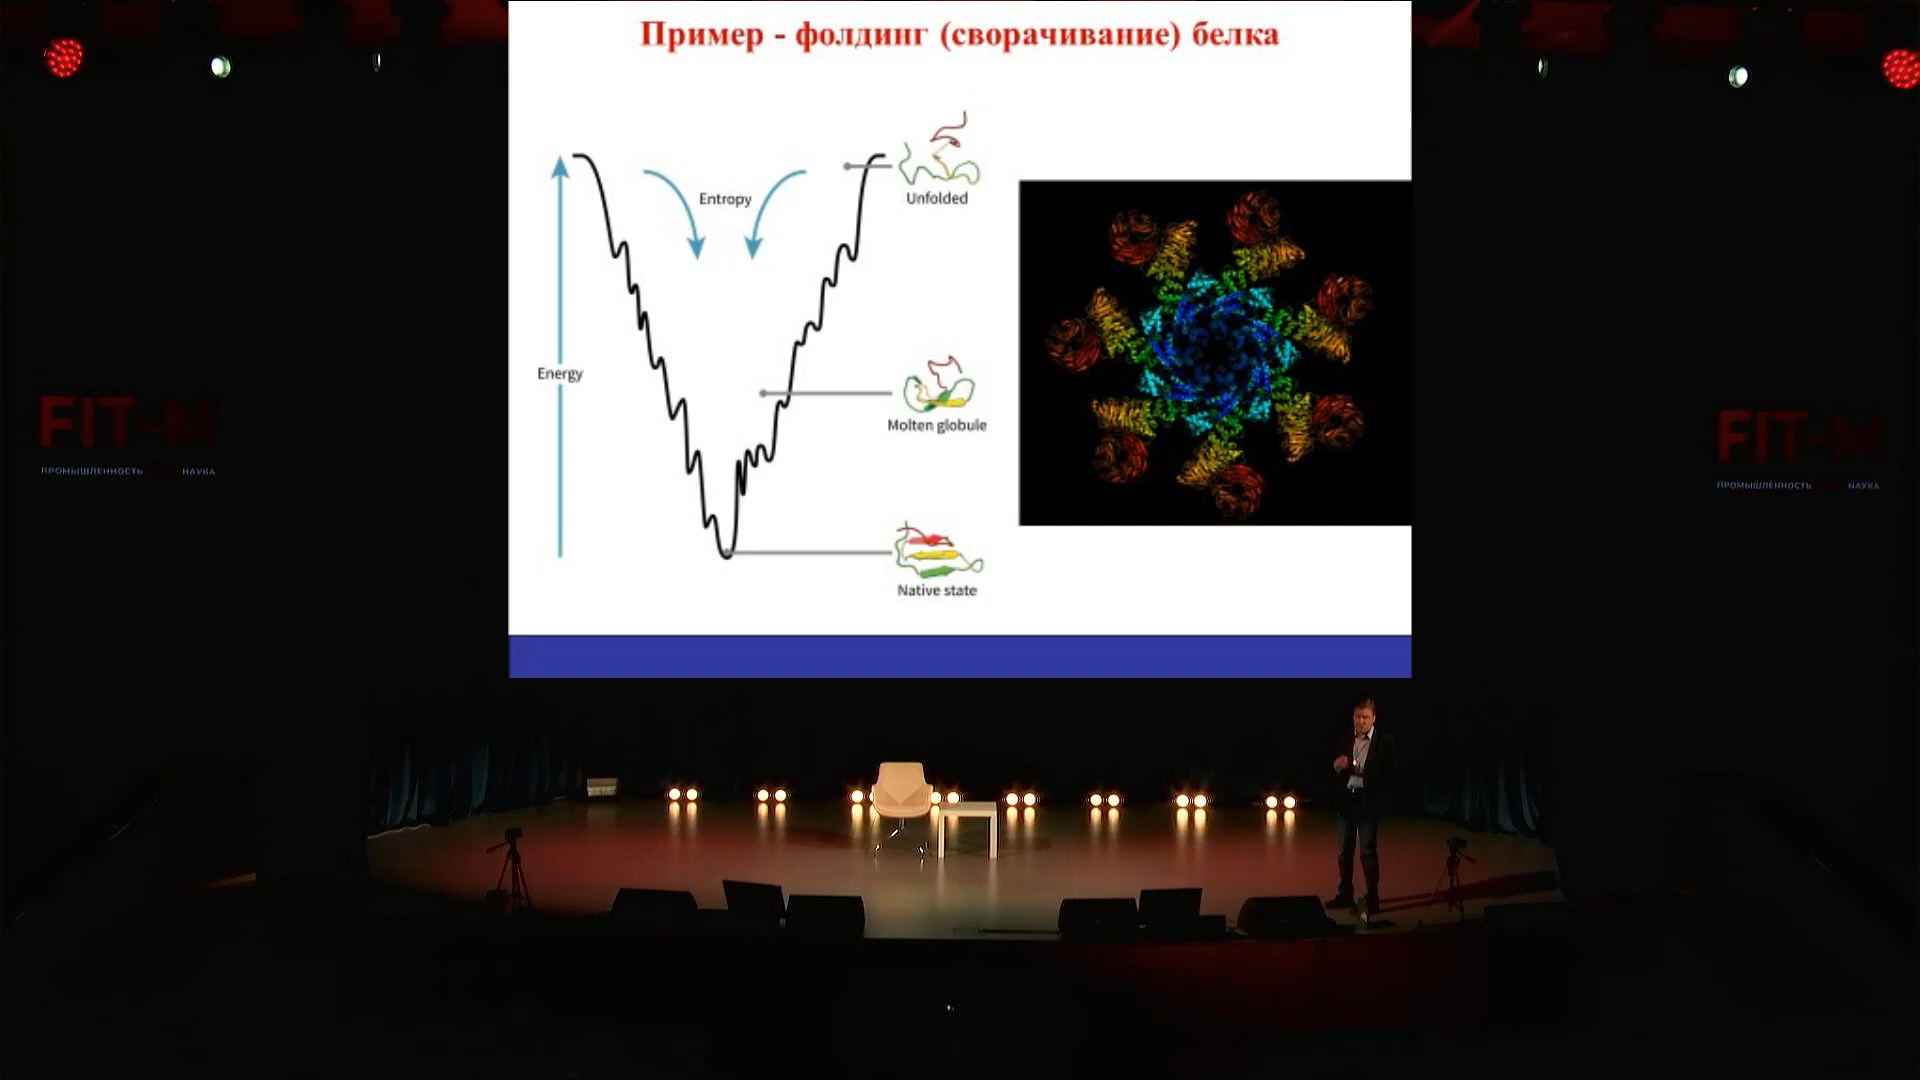 Пример - фолдинг (сворачивание) белка
Entropy
Unfolded
Energy
Molten globule
Native state
FIT-M
ПРОМЫШЛЕННОСТЬ НАУКА
FIT-M
ПРОМЫШЛЕННОСТЬ НАУКА